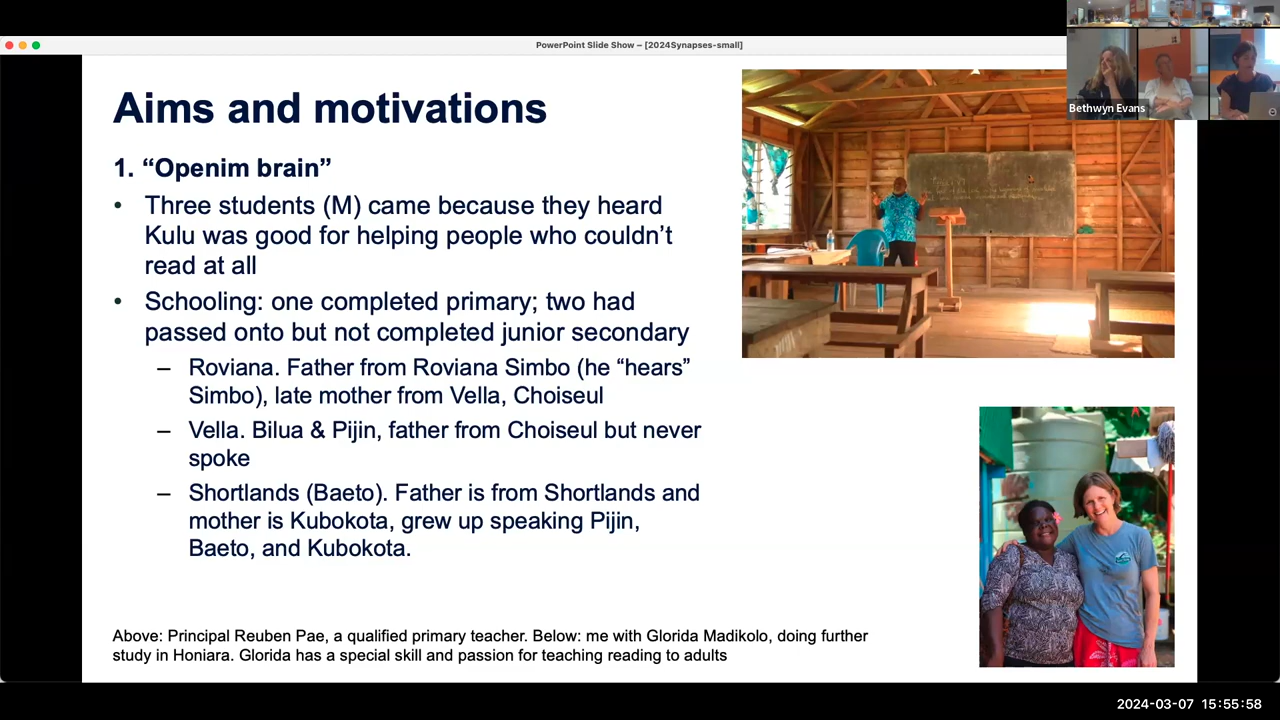 PowerPoint Slide Show – [2024Synapses-small]
Bethwyn Evans
Aims and motivations
1. “Openim brain”
• Three students (M) came because they heard
Kulu was good for helping people who couldn’t
read at all
• Schooling: one completed primary; two had
passed onto but not completed junior secondary
– Roviana. Father from Roviana Simbo (he “hears”
Simbo), late mother from Vella, Choiseul
– Vella. Bilua & Pijin, father from Choiseul but never
spoke
– Shortlands (Baeto). Father is from Shortlands and
mother is Kubokota, grew up speaking Pijin,
Baeto, and Kubokota.
Above: Principal Reuben Pae, a qualified primary teacher. Below: me with Glorida Madikolo, doing further
study in Honiara. Glorida has a special skill and passion for teaching reading to adults
2024-03-07 15:55:58